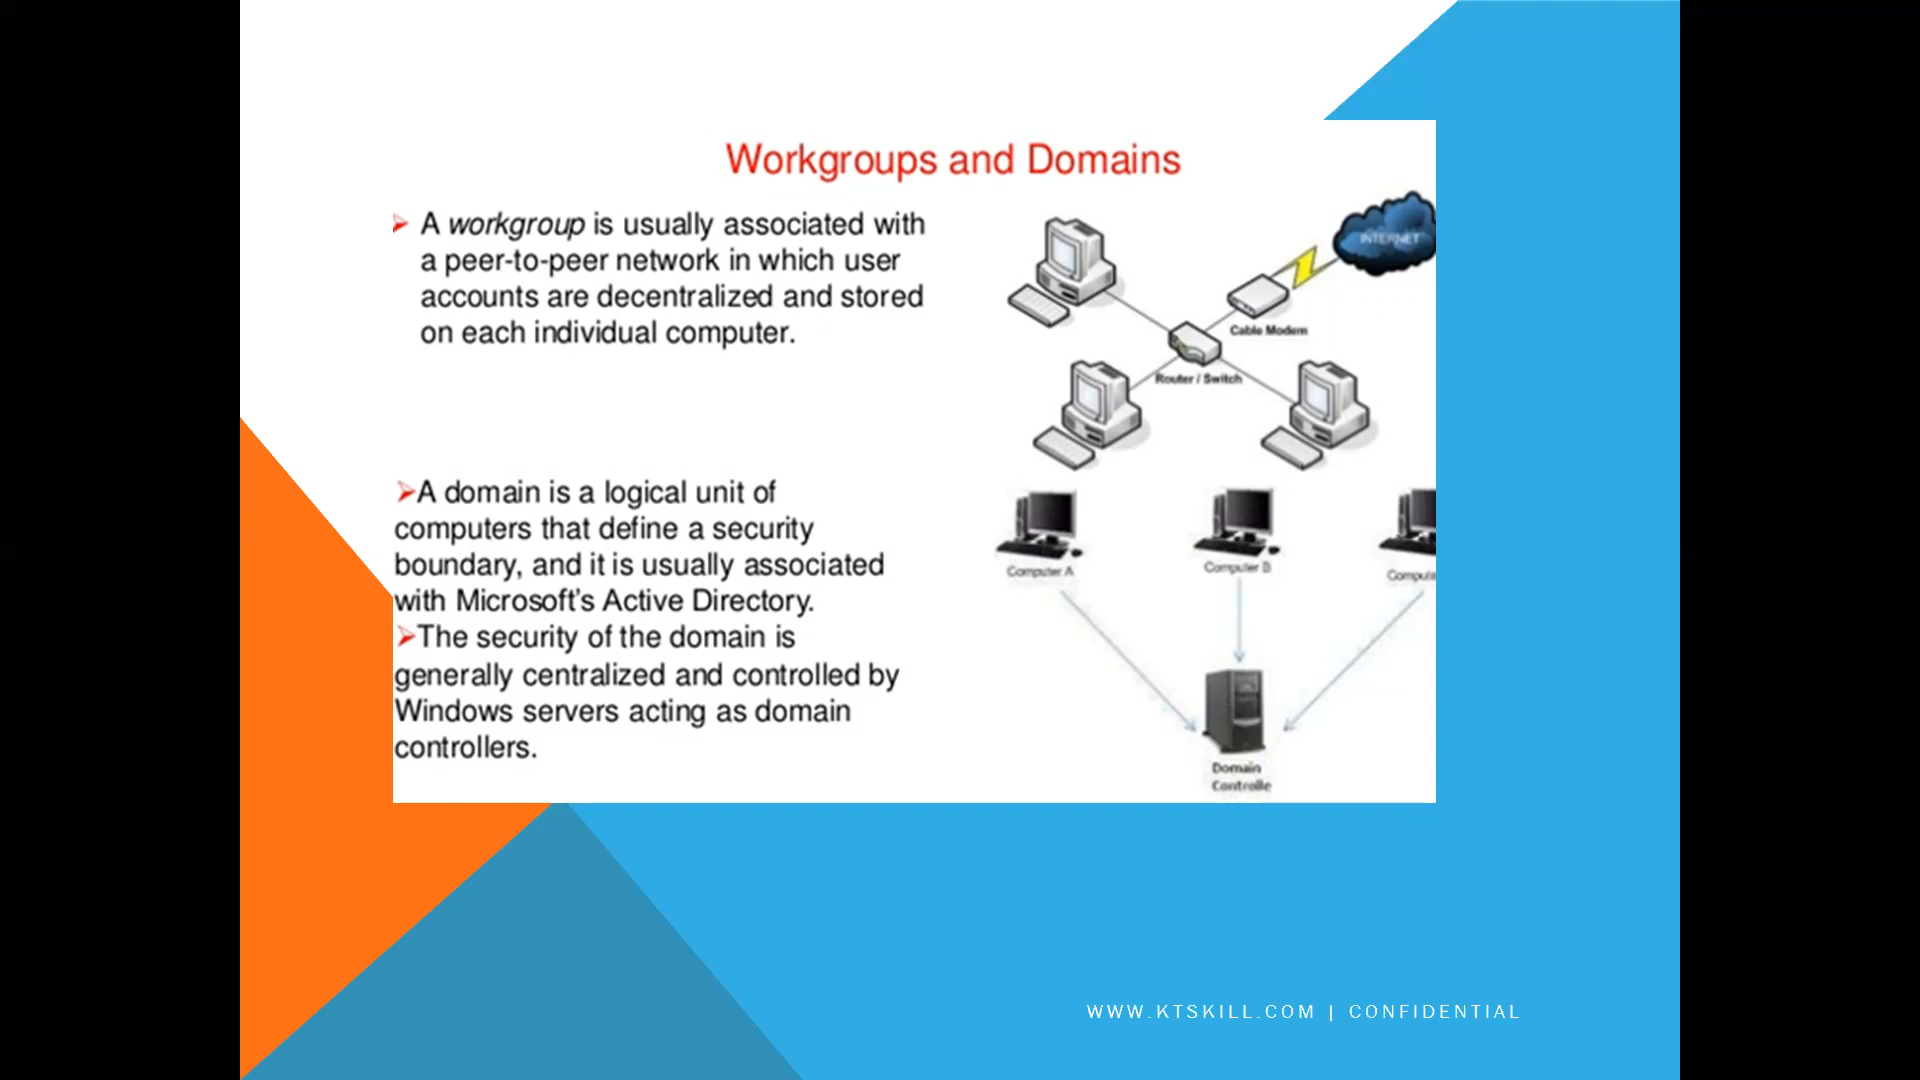 Workgroups and Domains
A workgroup is usually associated with
a peer-to-peer network in which user
accounts are decentralized and stored
on each individual computer.
INTERNET
Cable Modem
Router / Switch
A domain is a logical unit of
computers that define a security
boundary, and it is usually associated
with Microsoft's Active Directory.
The security of the domain is
generally centralized and controlled by
Windows servers acting as domain
controllers.
Computer A
Computer B
Compute
Domain
Controlle
WWW.KTSKILL.COM | CONFIDENTIAL